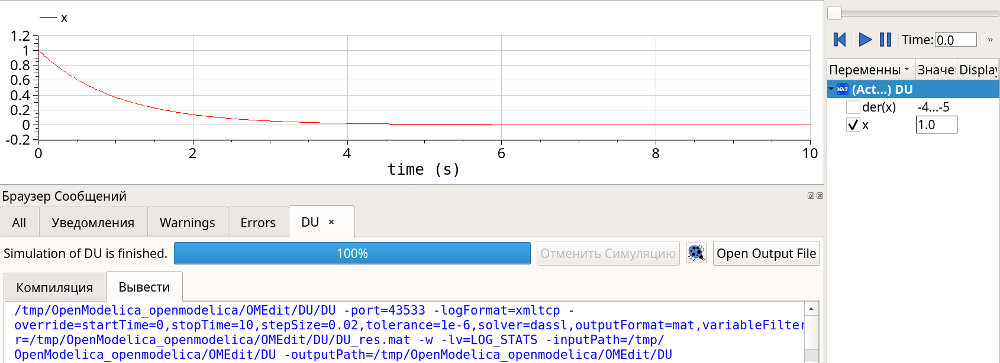 x
1.2
1
0.8
0.6
0.4
0.2
0
-0.2
0 2 4 6 8 10
time (s)
Time: 0.0 »
Переменны Значе Display
MAT (Act...) DU
der(x) -4...-5
x 1.0
Браузер Сообщений
All Уведомления Warnings Errors DU
Simulation of DU is finished. 100% Отменить Симуляцию Open Output File
Компиляция Вывести
/tmp/OpenModelica_openmodelica/OMEdit/DU/DU -port=43533 -logFormat=xmltcp -
override=startTime=0,stopTime=10,stepSize=0.02,tolerance=1e-6,solver=dassl,outputFormat=mat,variableFilter
r=/tmp/OpenModelica_openmodelica/OMEdit/DU/DU_res.mat -w -lv=LOG_STATS -inputPath=/tmp/
OpenModelica_openmodelica/OMEdit/DU -outputPath=/tmp/OpenModelica_openmodelica/OMEdit/DU